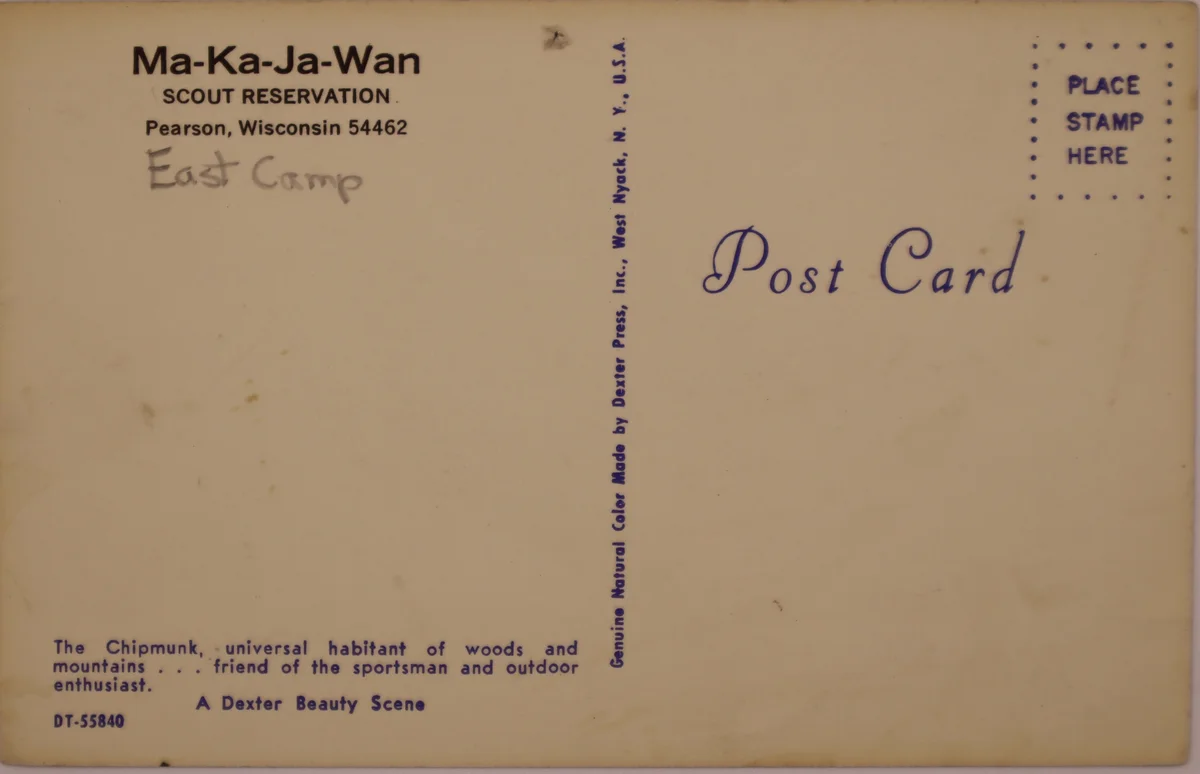 Ma-Ka-Ja-Wan
SCOUT RESERVATION
Pearson, Wisconsin 54462
East Camp
The Chipmunk, universal habitant of woods and
mountains . . . friend of the sportsman and outdoor
enthusiast.
A Dexter Beauty Scene
DT-55840
Genuine Natural Color Made by Dexter Press, Inc., West Nyack, N. Y., U.S.A.
PLACE
STAMP
HERE
Post Card